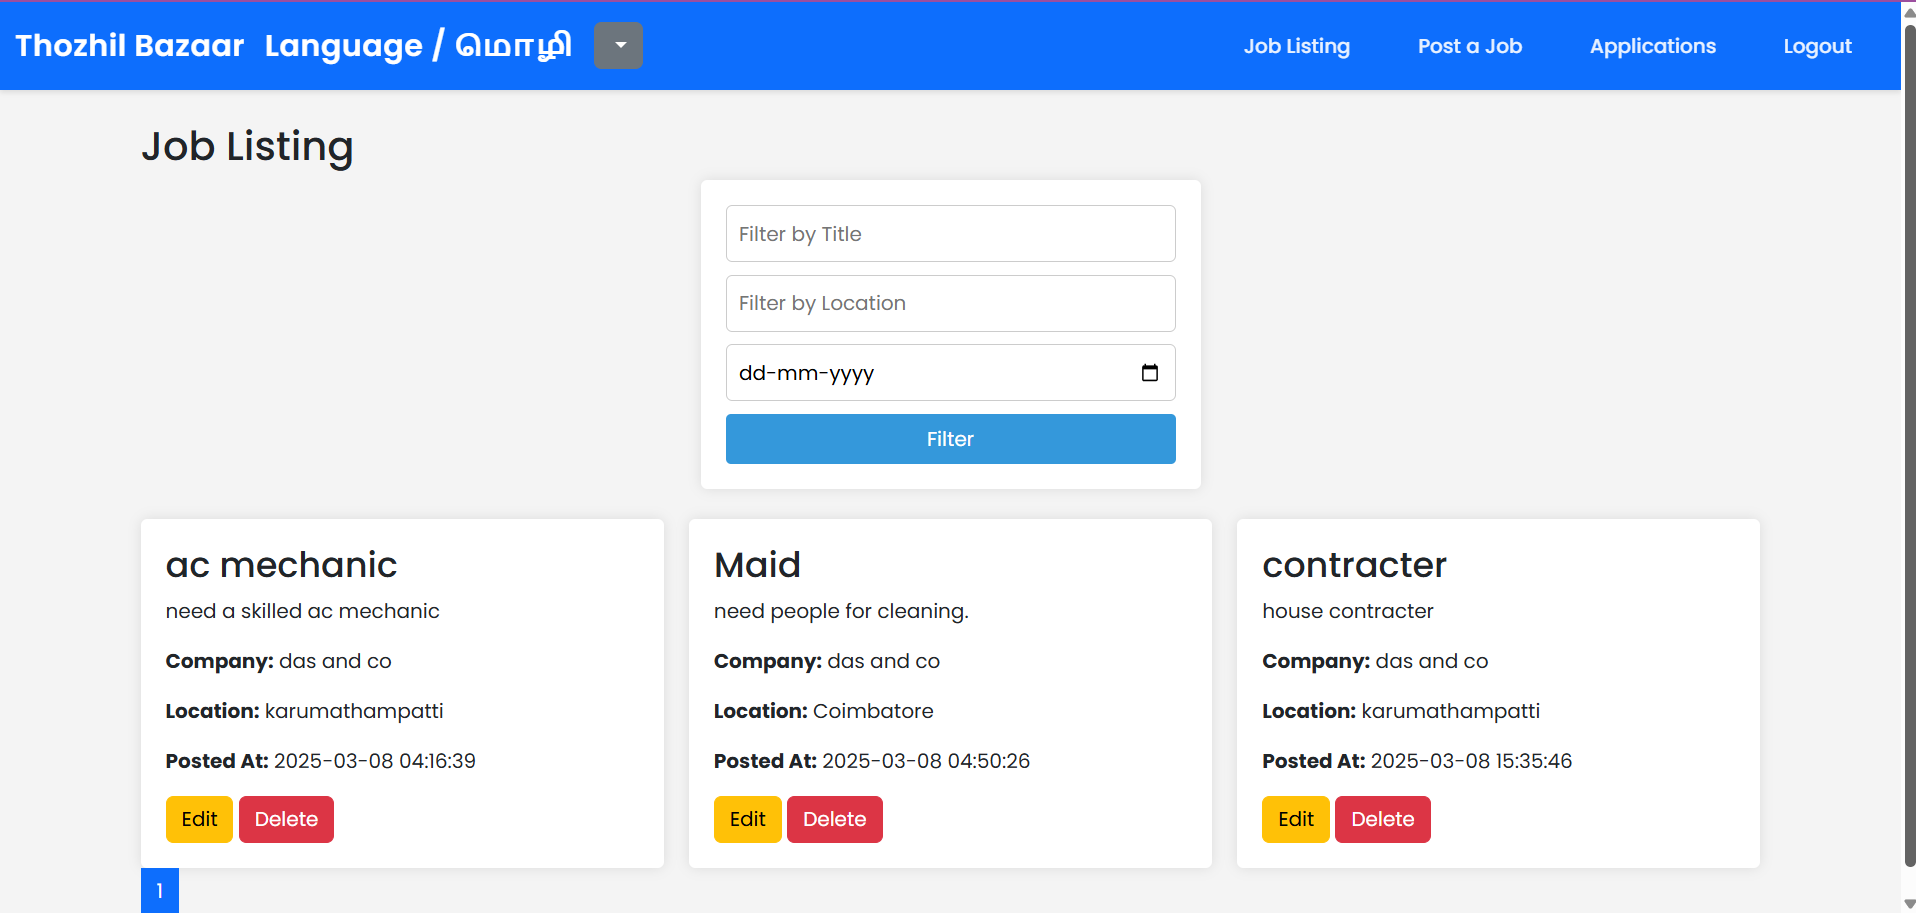 Thozhil Bazaar Language / மொழி Job Listing Post a Job Applications Logout
Job Listing
Filter by Title
Filter by Location
dd-mm-yyyy
Filter
ac mechanic
need a skilled ac mechanic
Company: das and co
Location: karumathampatti
Posted At: 2025-03-08 04:16:39
Edit Delete
Maid
need people for cleaning.
Company: das and co
Location: Coimbatore
Posted At: 2025-03-08 04:50:26
Edit Delete
contracter
house contracter
Company: das and co
Location: karumathampatti
Posted At: 2025-03-08 15:35:46
Edit Delete
1